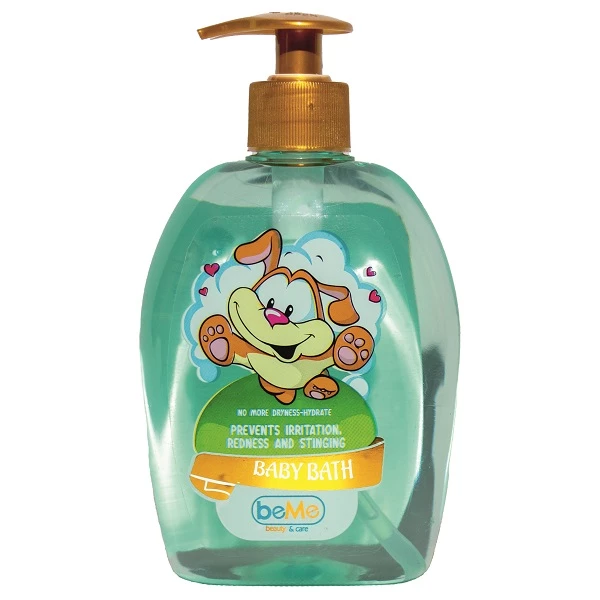 NO MORE DRYNESS-HYDRATE
PREVENTS IRRITATION,
REDNESS AND STINGING
BABY BATH
beMe
beauty & care